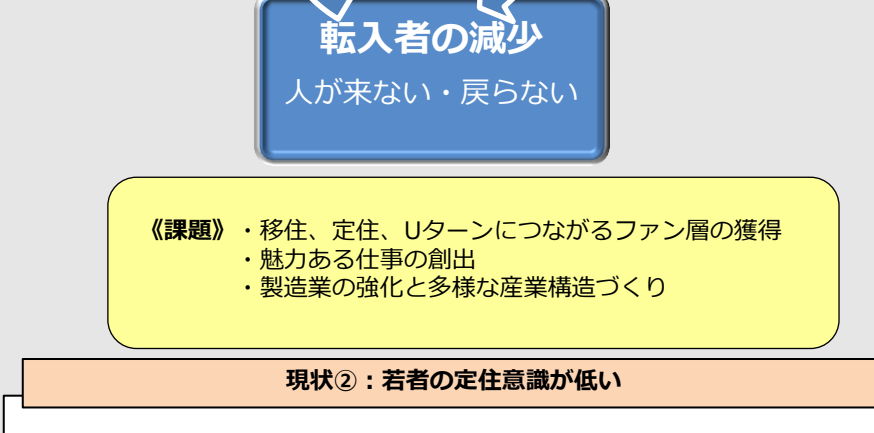 転入者の減少
人が来ない・戻らない
《課題》・移住、定住、Uターンにつながるファン層の獲得
・魅力ある仕事の創出
・製造業の強化と多様な産業構造づくり
現状②：若者の定住意識が低い